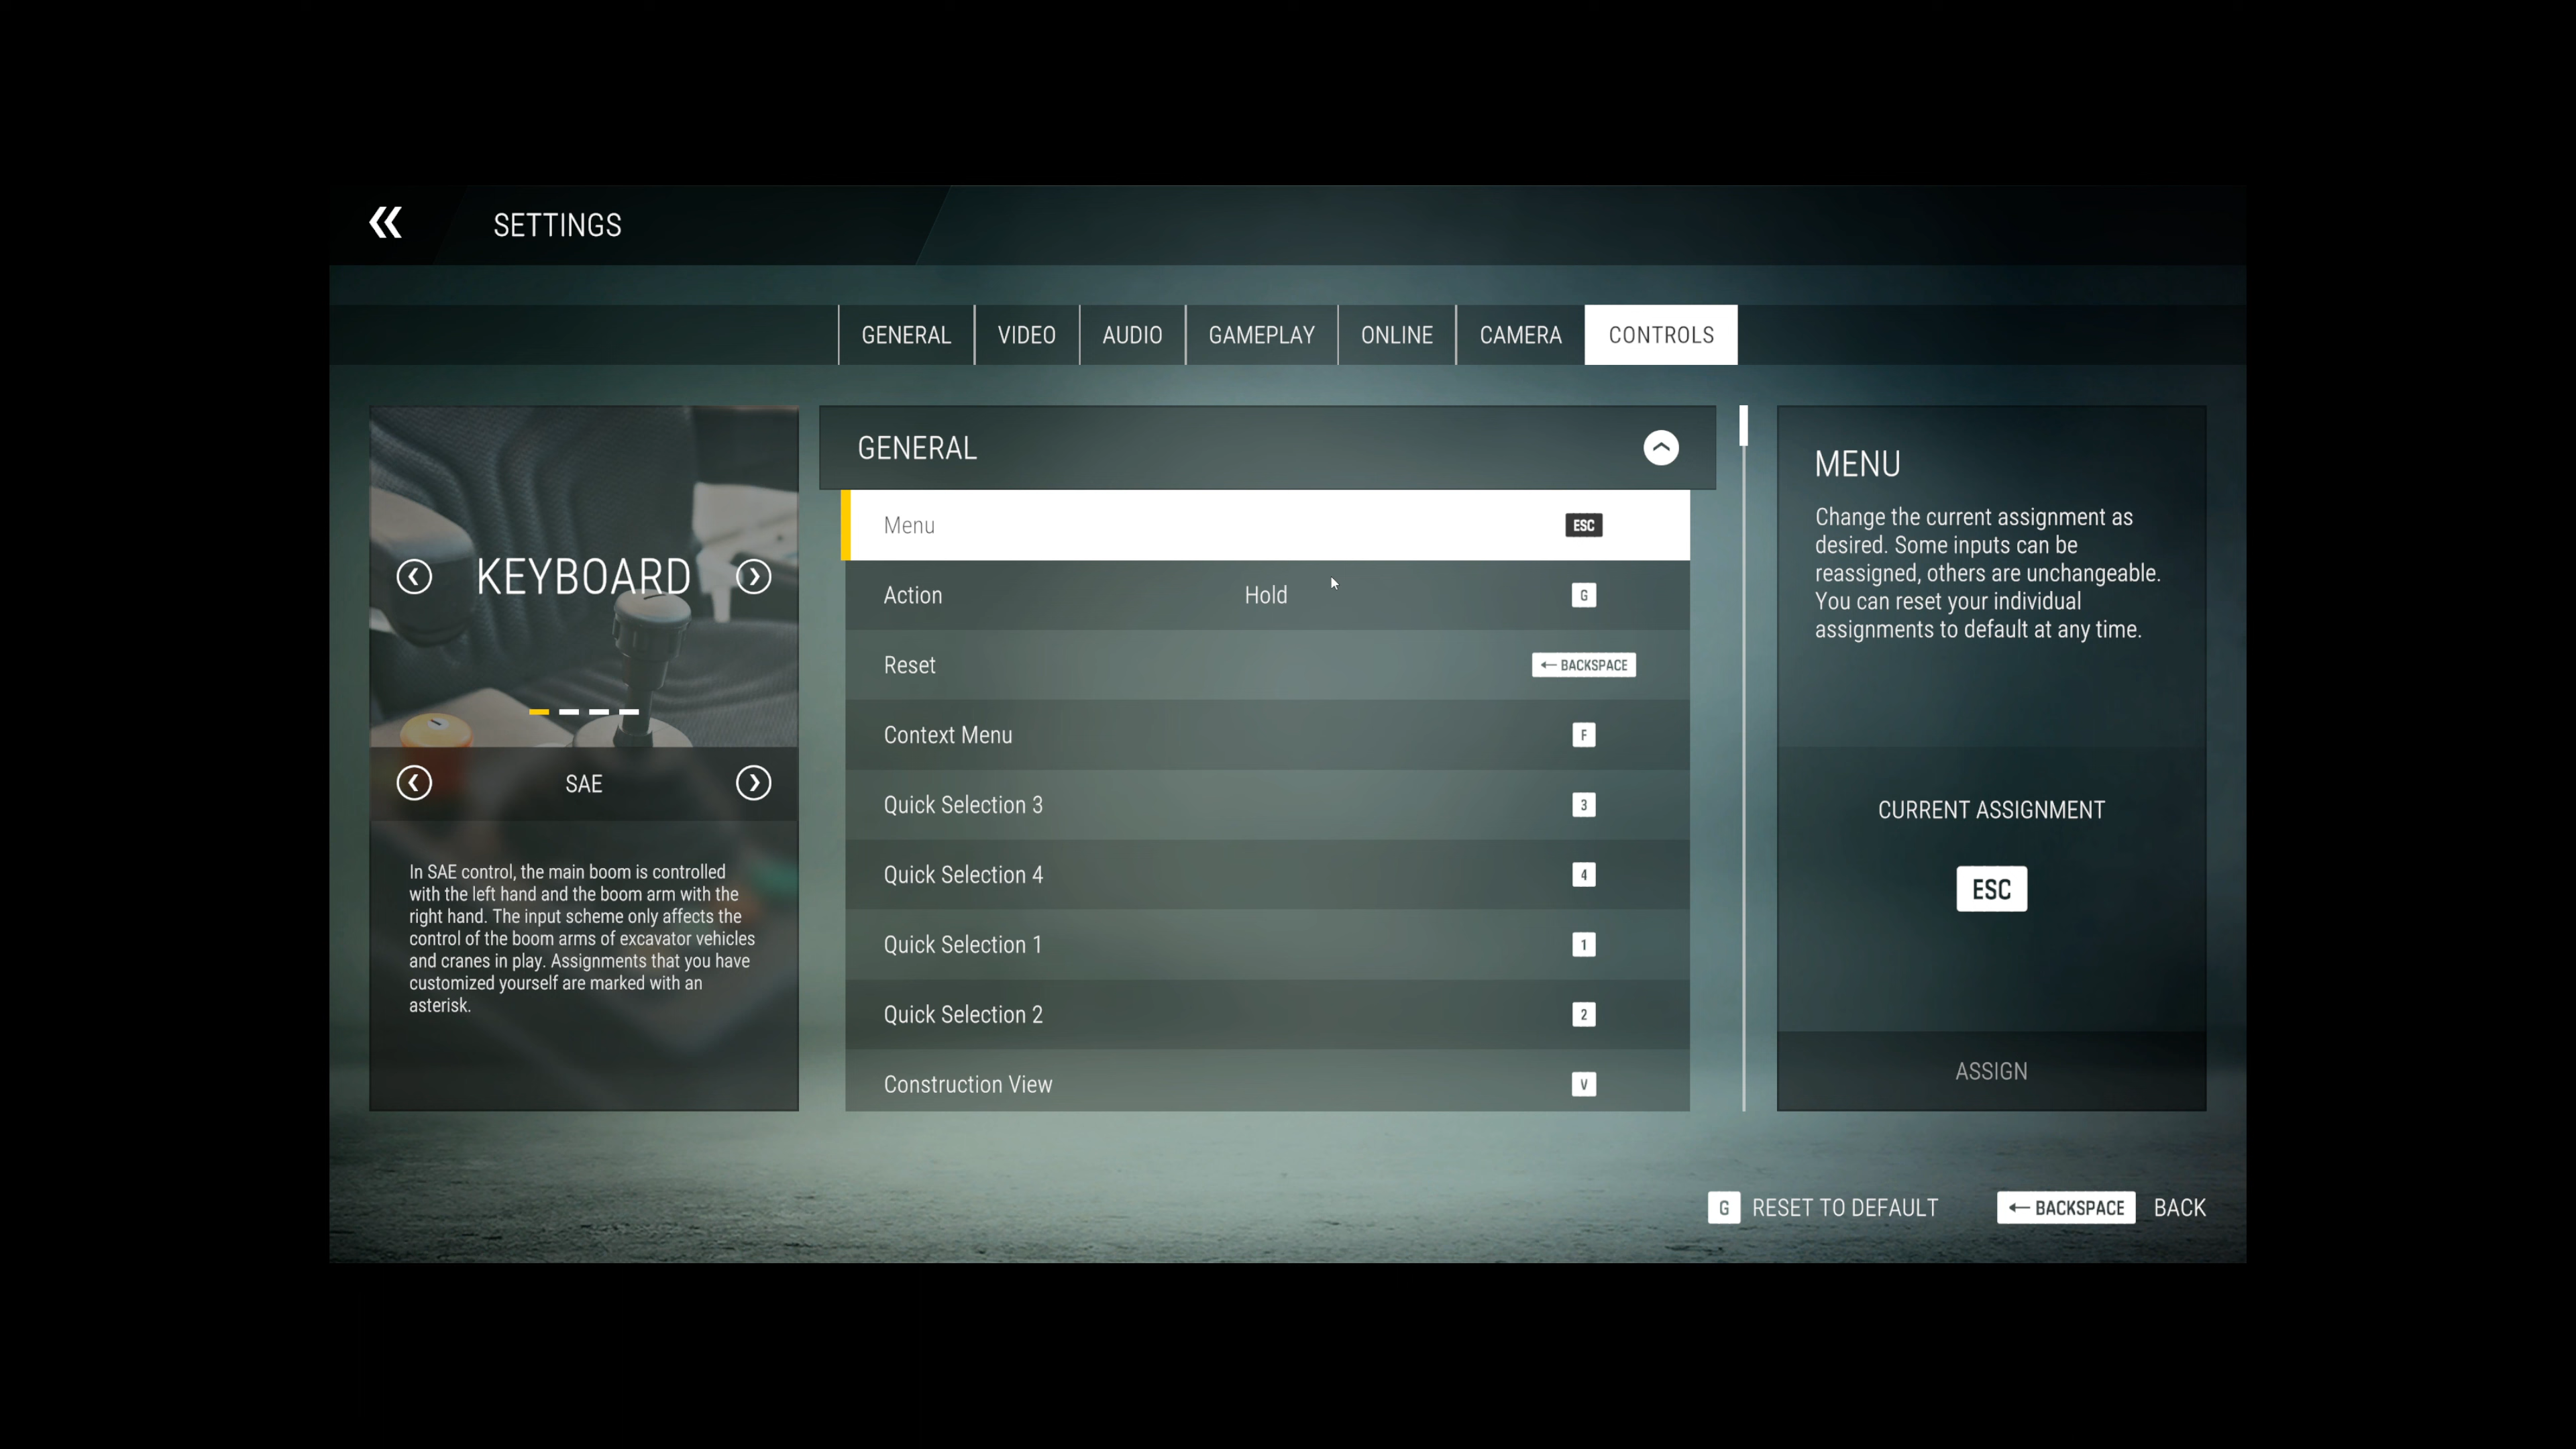 SETTINGS
GENERAL
VIDEO
AUDIO
GAMEPLAY
ONLINE
CAMERA
CONTROLS
KEYBOARD
SAE
In SAE control, the main boom is controlled
with the left hand and the boom arm with the
right hand. The input scheme only affects the
control of the boom arms of excavator vehicles
and cranes in play. Assignments that you have
customized yourself are marked with an
asterisk.
GENERAL
Menu ESC
Action Hold G
Reset ← BACKSPACE
Context Menu F
Quick Selection 3 3
Quick Selection 4 4
Quick Selection 1 1
Quick Selection 2 2
Construction View V
MENU
Change the current assignment as
desired. Some inputs can be
reassigned, others are unchangeable.
You can reset your individual
assignments to default at any time.
CURRENT ASSIGNMENT
ESC
ASSIGN
G RESET TO DEFAULT
← BACKSPACE BACK